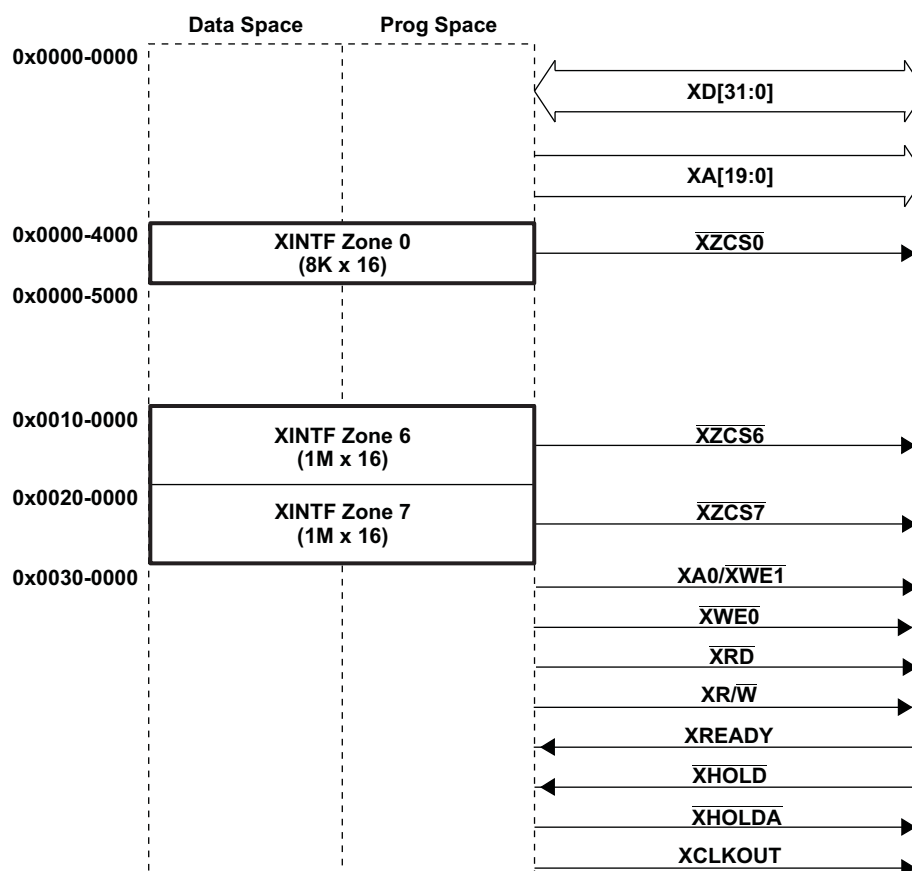 Data Space Prog Space
0x0000-0000
XD[31:0]
XA[19:0]
0x0000-4000
XINTF Zone 0
(8K x 16)
XZCS0
0x0000-5000
0x0010-0000
XINTF Zone 6
(1M x 16)
XZCS6
0x0020-0000
XINTF Zone 7
(1M x 16)
XZCS7
0x0030-0000
XA0/XWE1
XWE0
XRD
XR/W
XREADY
XHOLD
XHOLDA
XCLKOUT